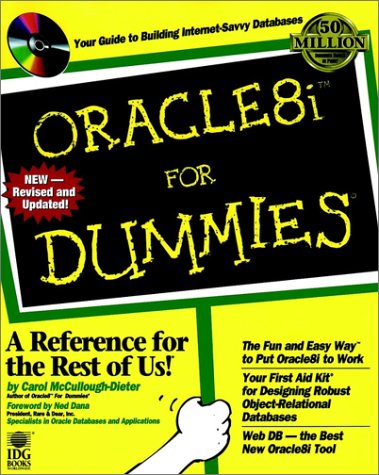 Your Guide to Building Internet-Savvy Databases
50
MILLION
ORACLE8i™
FOR
DUMMIES®
NEW —
Revised and
Updated!
A Reference for
the Rest of Us!®
by Carol McCullough-Dieter
Author of Oracle8™ For Dummies®
Foreword by Ned Dana
President, Rare & Dear, Inc.
Specialists in Oracle Databases and Applications
IDG
BOOKS
WORLDWIDE
The Fun and Easy Way™
to Put Oracle8i to Work
Your First Aid Kit®
for Designing Robust
Object-Relational
Databases
Web DB — the Best
New Oracle8i Tool